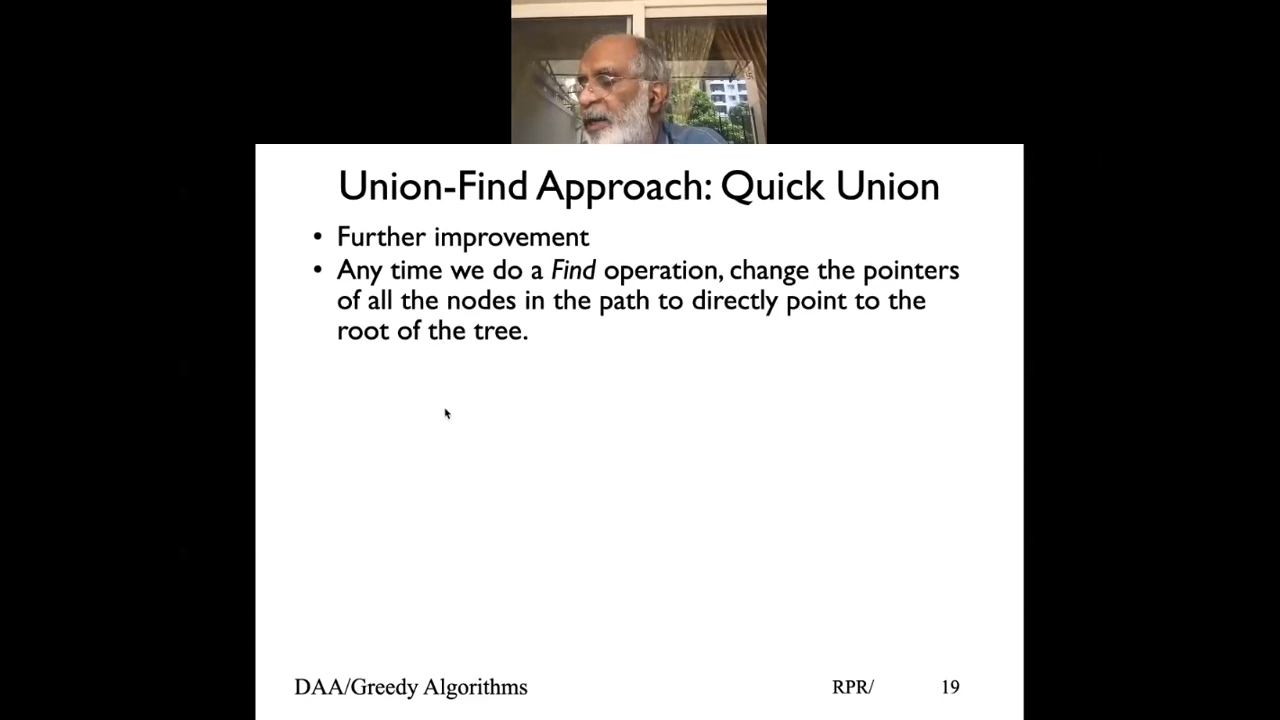 Union-Find Approach: Quick Union
• Further improvement
• Any time we do a Find operation, change the pointers
of all the nodes in the path to directly point to the
root of the tree.
DAA/Greedy Algorithms RPR/ 19